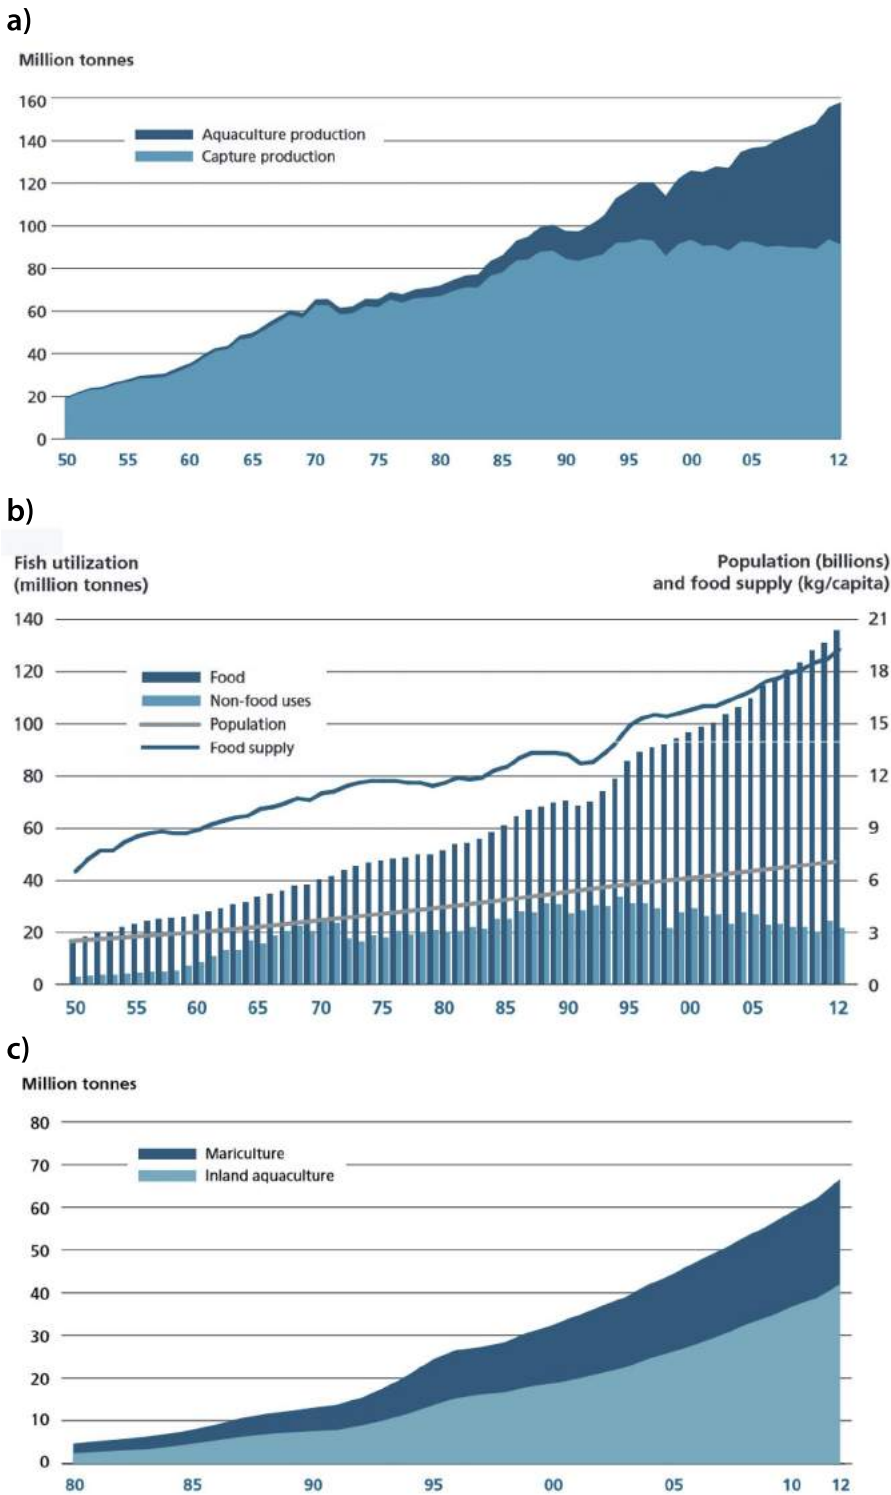 a)
Million tonnes
160
140
120
100
80
60
40
20
0
Aquaculture production
Capture production
50 55 60 65 70 75 80 85 90 95 00 05 12
b)
Fish utilization
(million tonnes)
Population (billions)
and food supply (kg/capita)
140
120
100
80
60
40
20
0
Food
Non-food uses
Population
Food supply
21
18
15
12
9
6
3
0
50 55 60 65 70 75 80 85 90 95 00 05 12
c)
Million tonnes
80
70
60
50
40
30
20
10
0
Mariculture
Inland aquaculture
80 85 90 95 00 05 10 12